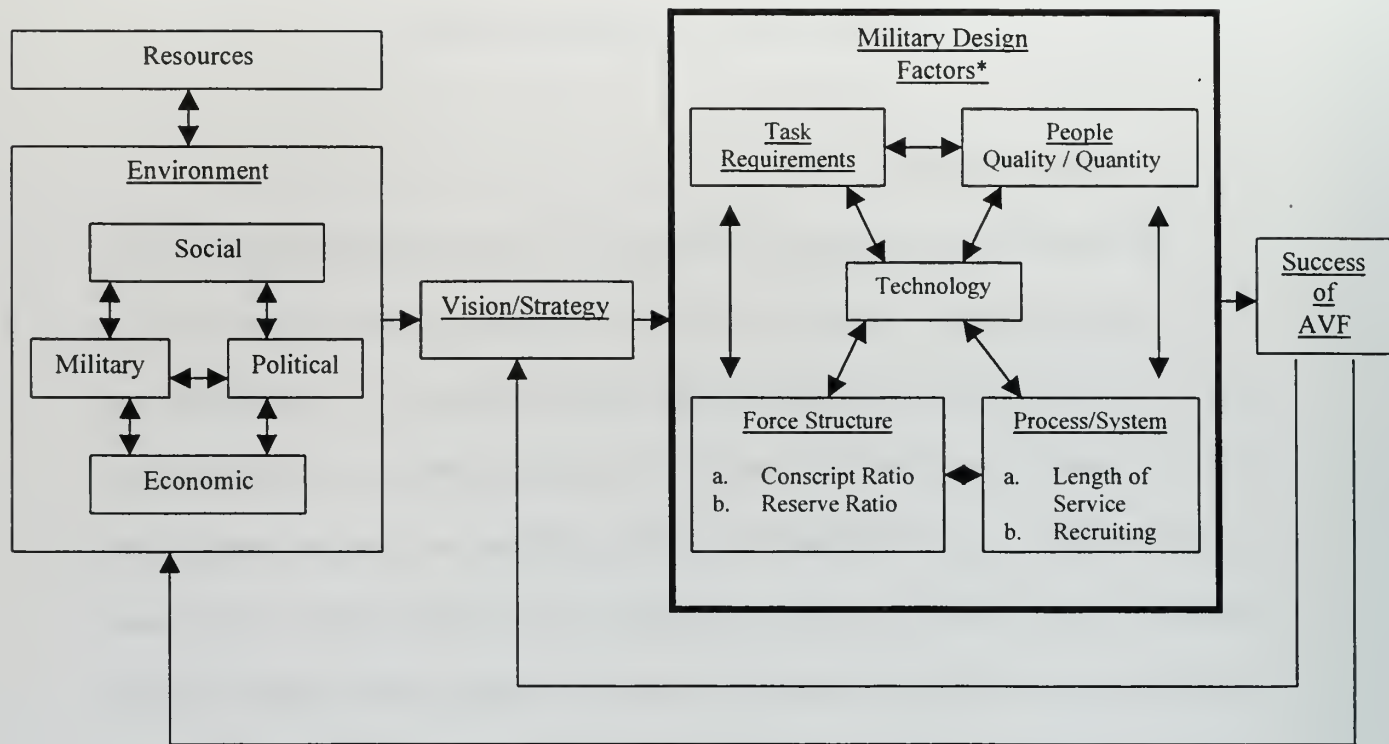 Resources
Environment
Social
Military
Political
Economic
Vision/Strategy
Military Design
Factors*
Task
Requirements
People
Quality / Quantity
Technology
Force Structure
a. Conscript Ratio
b. Reserve Ratio
Process/System
a. Length of
Service
b. Recruiting
Success
of
AVF